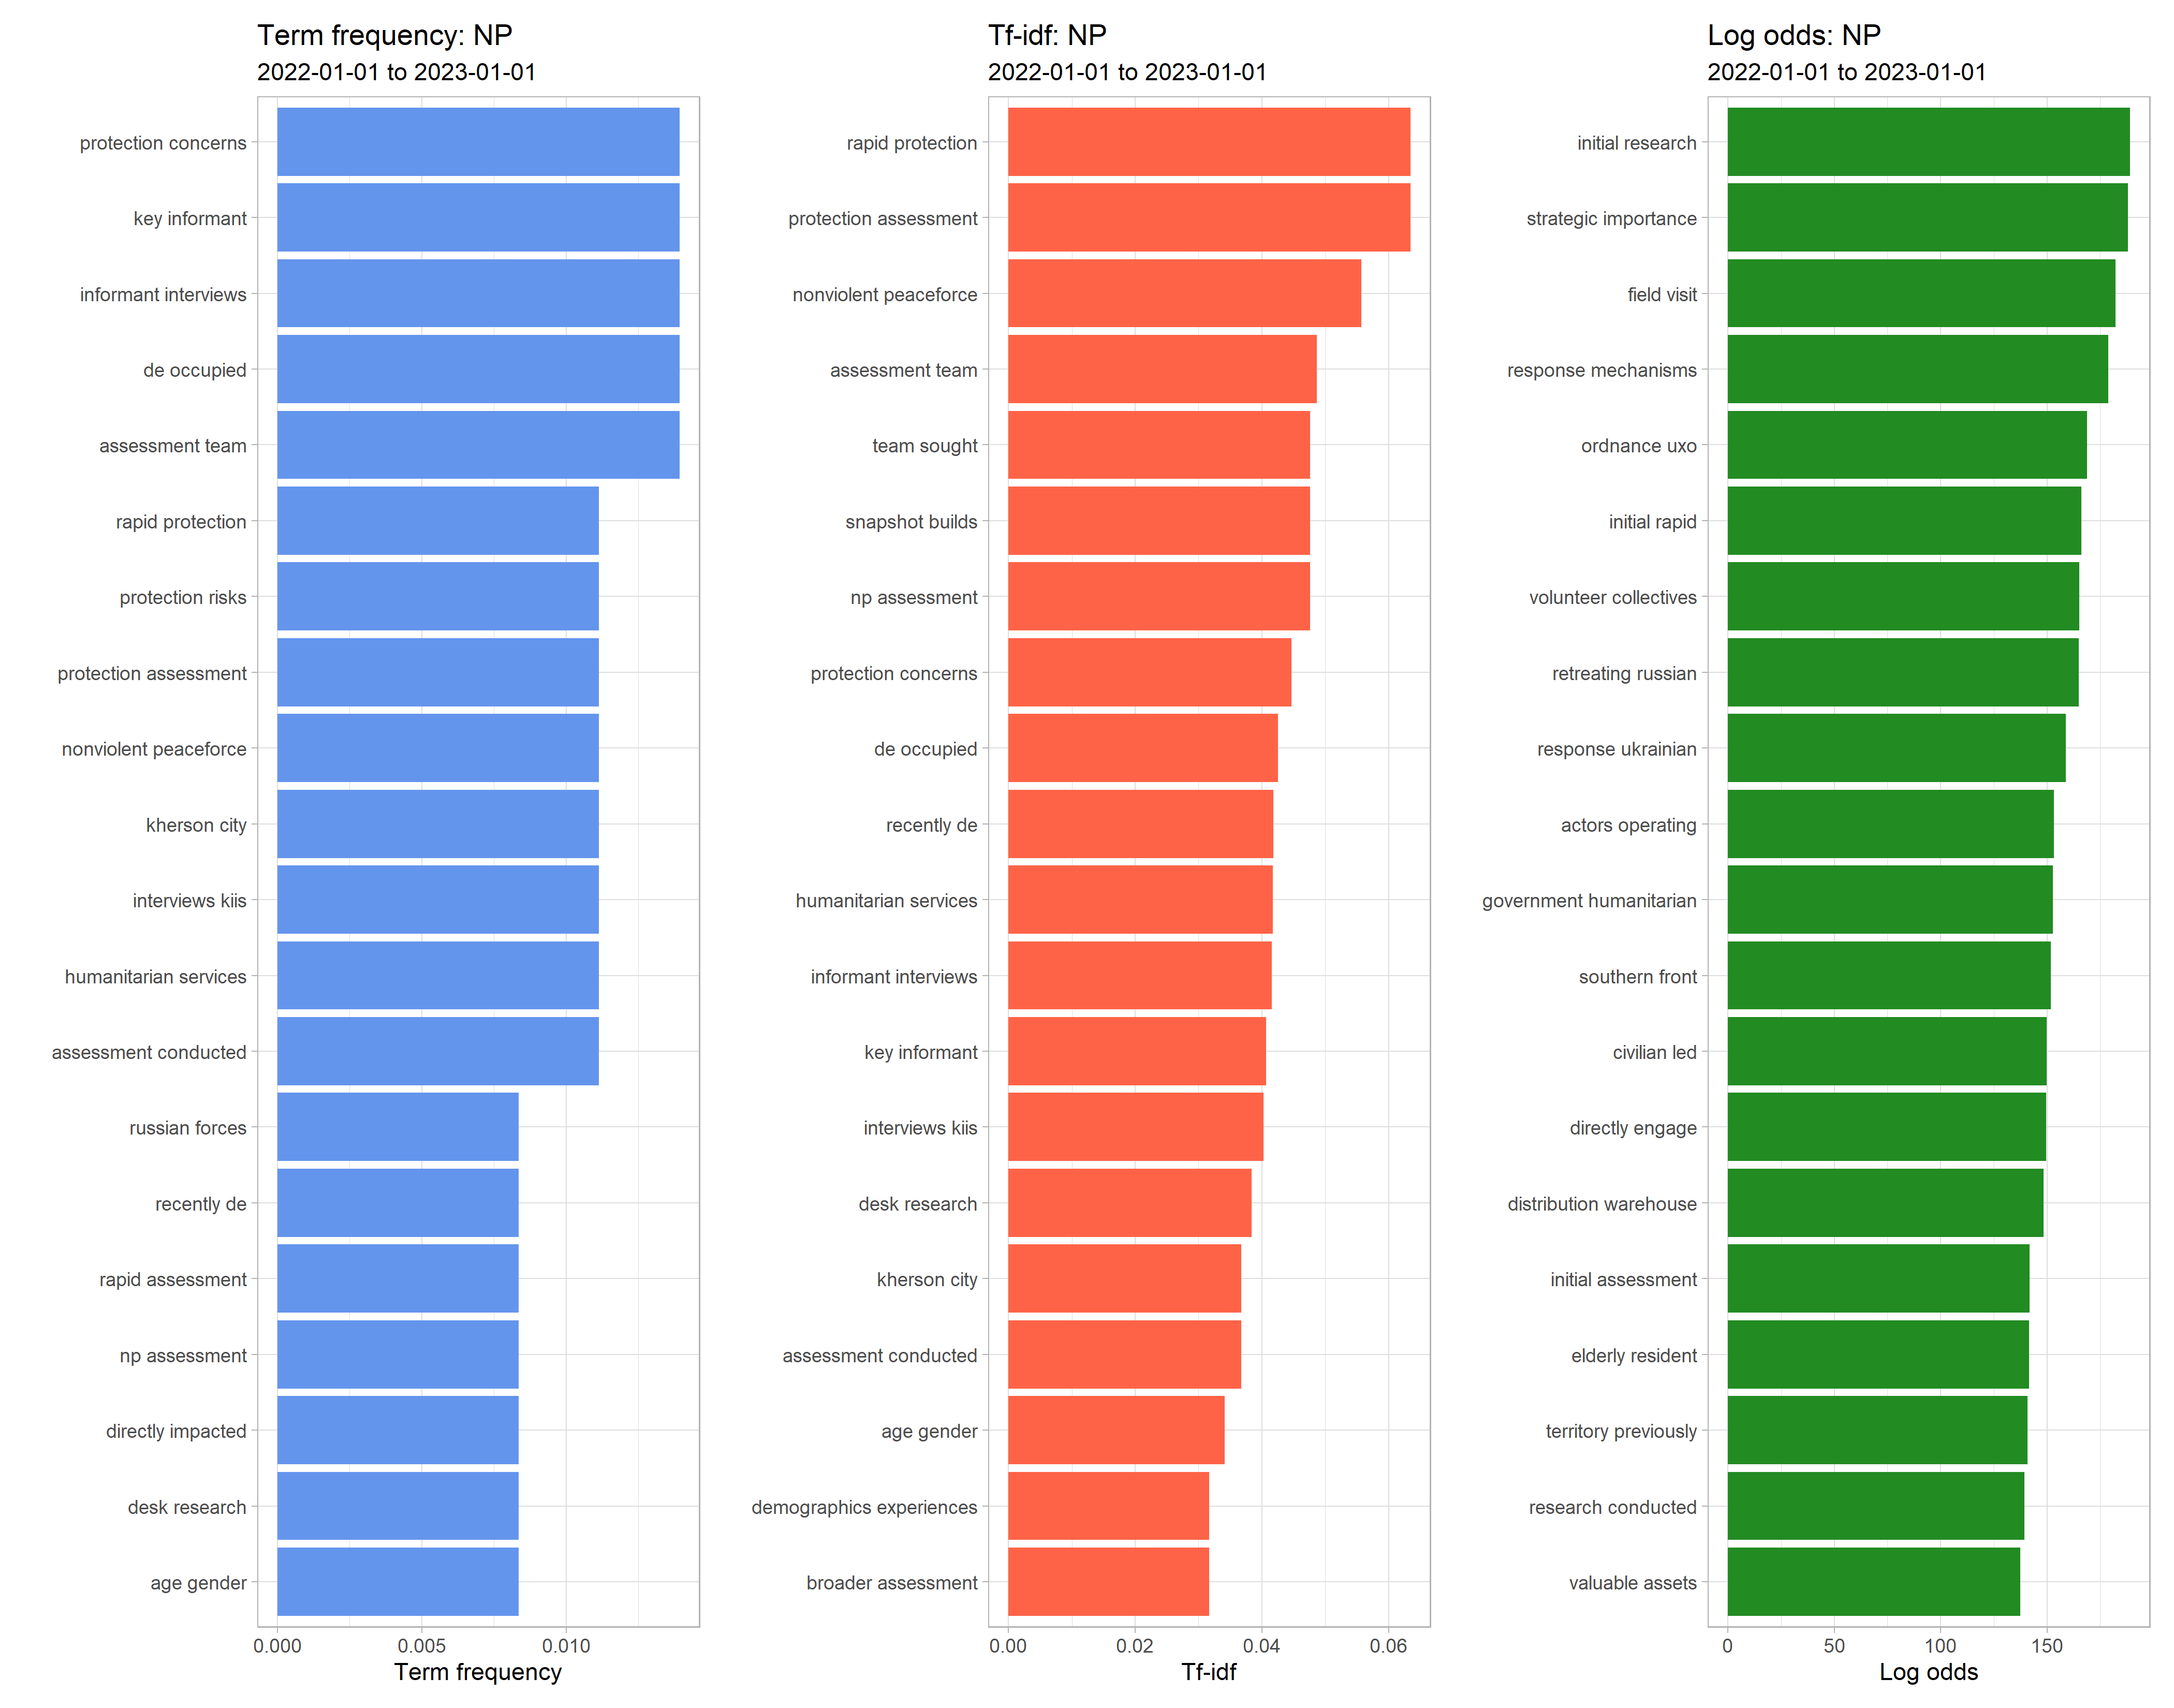 Term frequency: NP
2022-01-01 to 2023-01-01
protection concerns
key informant
informant interviews
de occupied
assessment team
rapid protection
protection risks
protection assessment
nonviolent peaceforce
kherson city
interviews kiis
humanitarian services
assessment conducted
russian forces
recently de
rapid assessment
np assessment
directly impacted
desk research
age gender
0.000 0.005 0.010
Term frequency
Tf-idf: NP
2022-01-01 to 2023-01-01
rapid protection
protection assessment
nonviolent peaceforce
assessment team
team sought
snapshot builds
np assessment
protection concerns
de occupied
recently de
humanitarian services
informant interviews
key informant
interviews kiis
desk research
kherson city
assessment conducted
age gender
demographics experiences
broader assessment
0.00 0.02 0.04 0.06
Tf-idf
Log odds: NP
2022-01-01 to 2023-01-01
initial research
strategic importance
field visit
response mechanisms
ordnance uxo
initial rapid
volunteer collectives
retreating russian
response ukrainian
actors operating
government humanitarian
southern front
civilian led
directly engage
distribution warehouse
initial assessment
elderly resident
territory previously
research conducted
valuable assets
0 50 100 150
Log odds